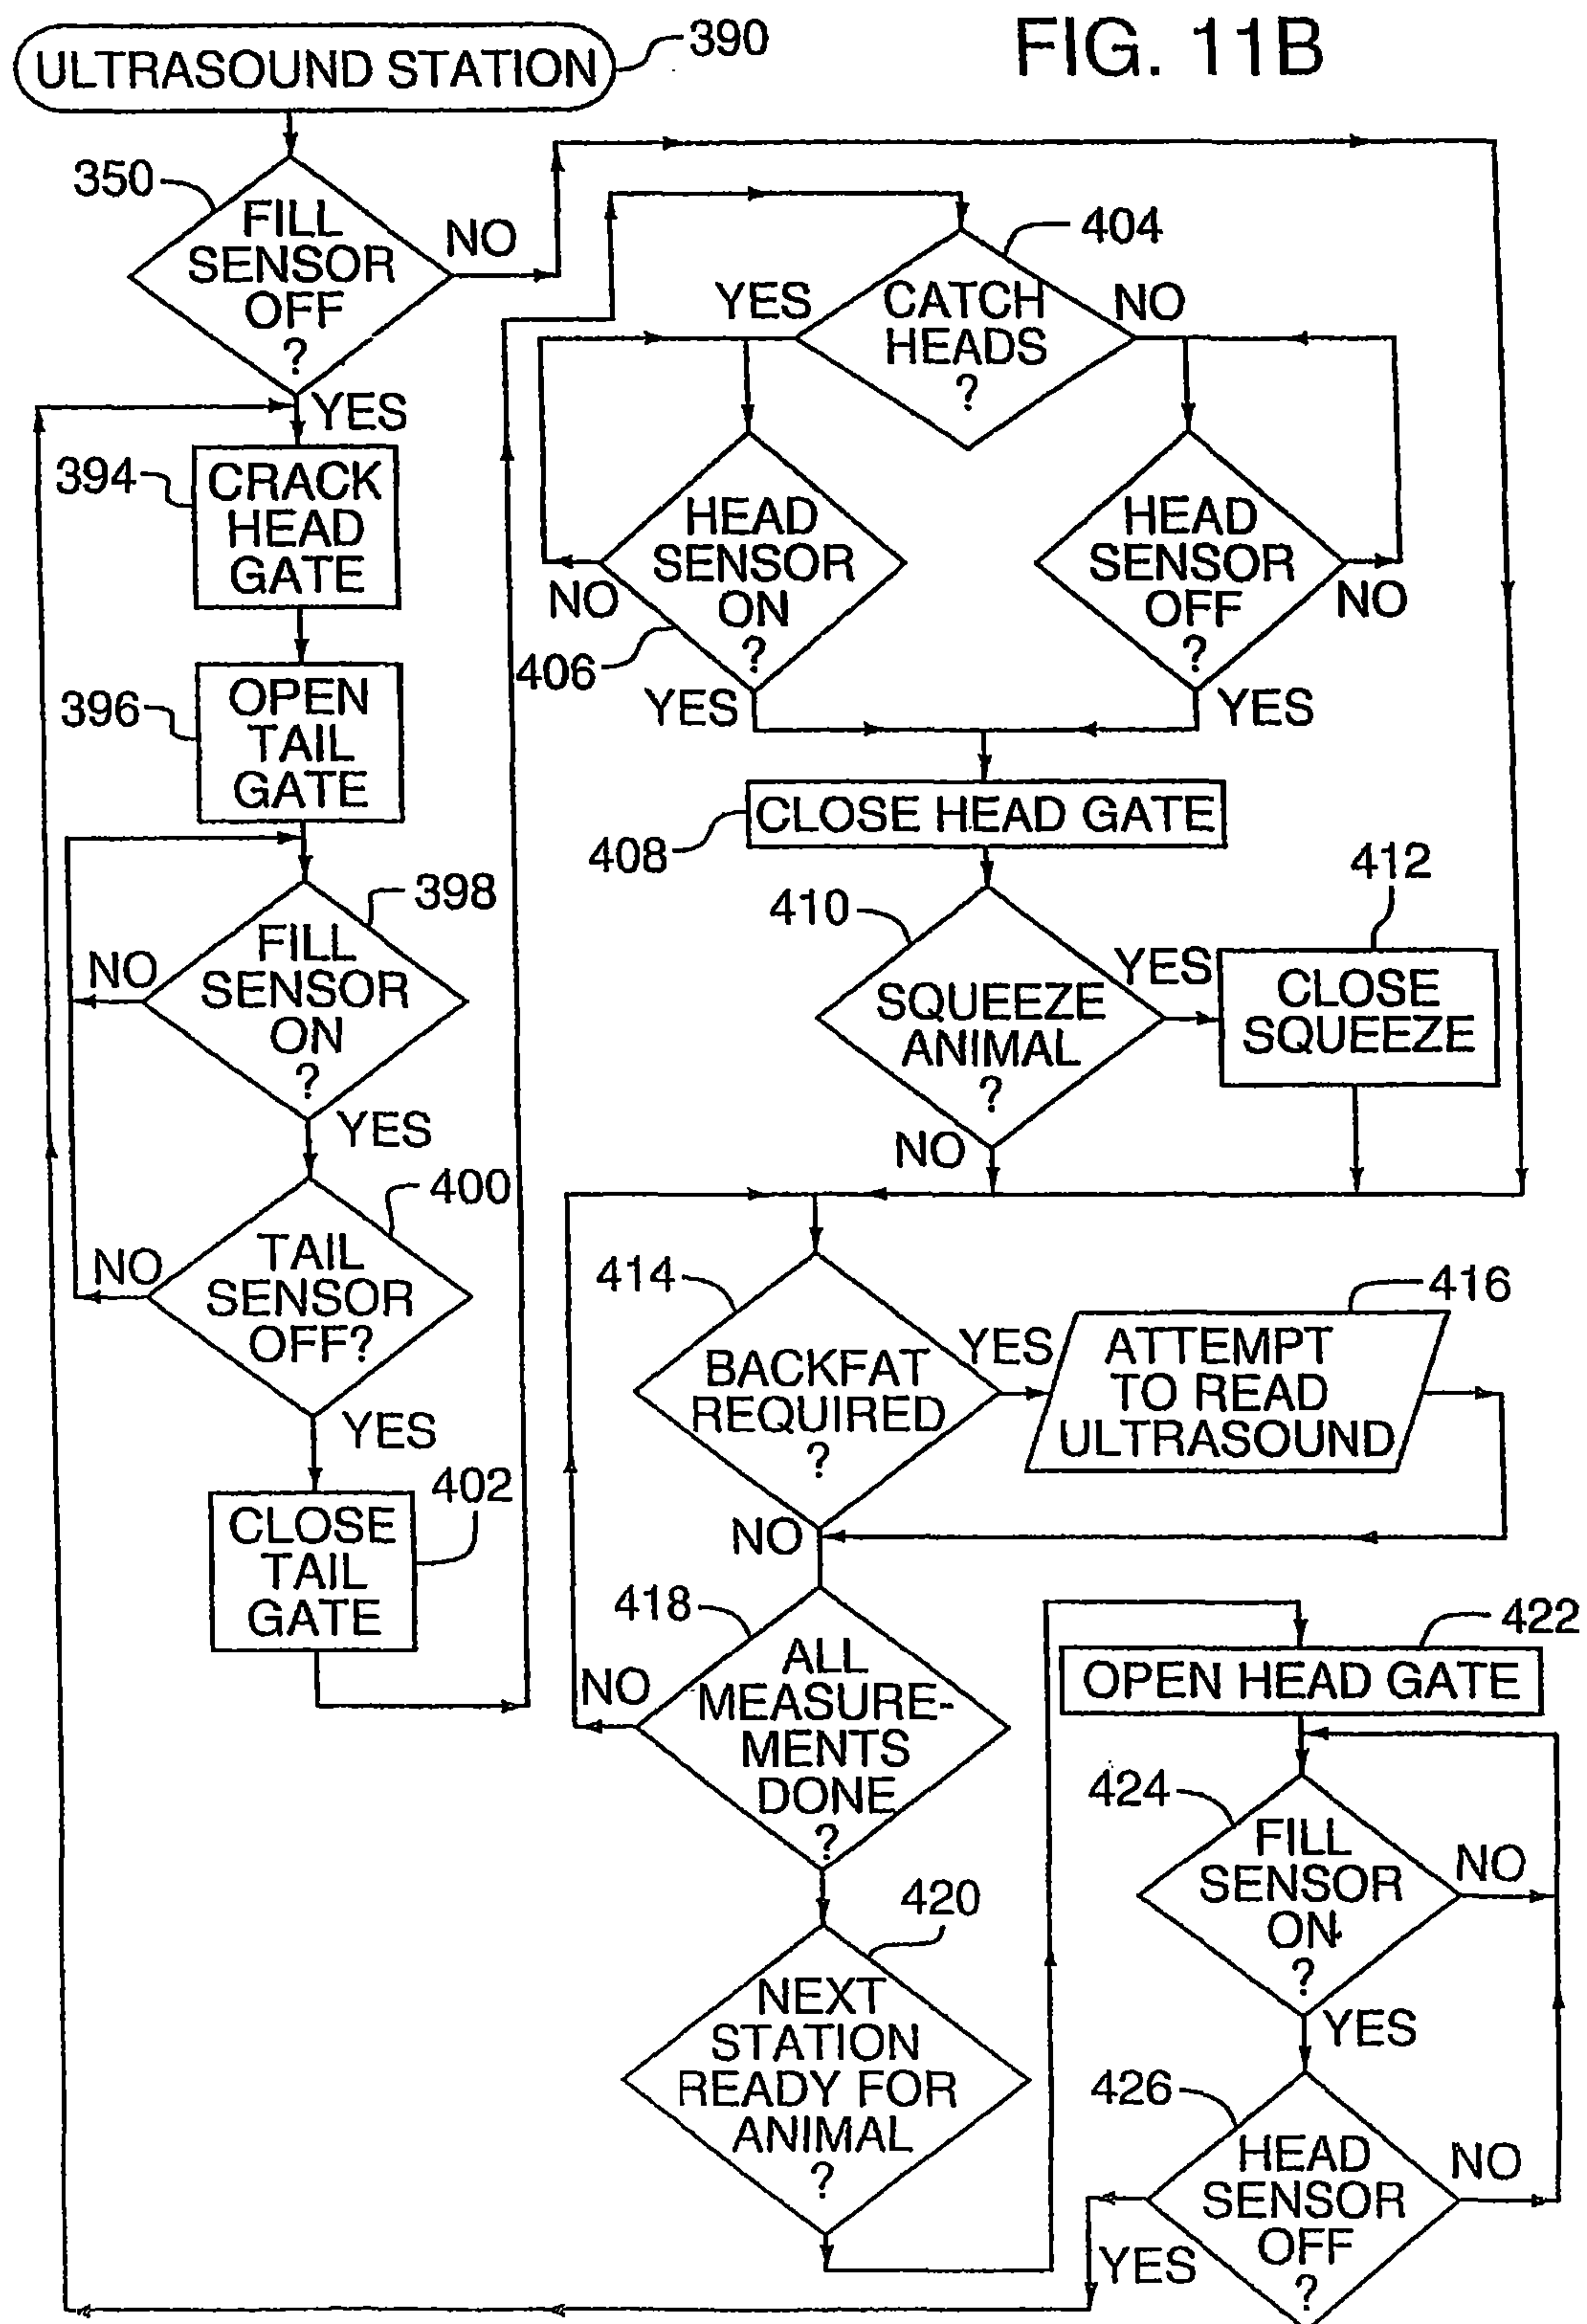 FIG. 11B
ULTRASOUND STATION
390
350
FILL
SENSOR
OFF
?
NO
YES
394
CRACK
HEAD
GATE
396
OPEN
TAIL
GATE
398
FILL
SENSOR
ON
?
NO
YES
400
TAIL
SENSOR
OFF?
NO
YES
402
CLOSE
TAIL
GATE
404
CATCH
HEADS
?
YES
NO
HEAD
SENSOR
ON
?
NO
406
YES
HEAD
SENSOR
OFF
?
NO
YES
CLOSE HEAD GATE
408
410
SQUEEZE
ANIMAL
?
YES
NO
412
CLOSE
SQUEEZE
414
BACKFAT
REQUIRED
?
YES
NO
416
ATTEMPT
TO READ
ULTRASOUND
418
ALL
MEASURE-
MENTS
DONE
?
NO
420
NEXT
STATION
READY FOR
ANIMAL
?
422
OPEN HEAD GATE
424
FILL
SENSOR
ON
?
NO
YES
426
HEAD
SENSOR
OFF
?
NO
YES